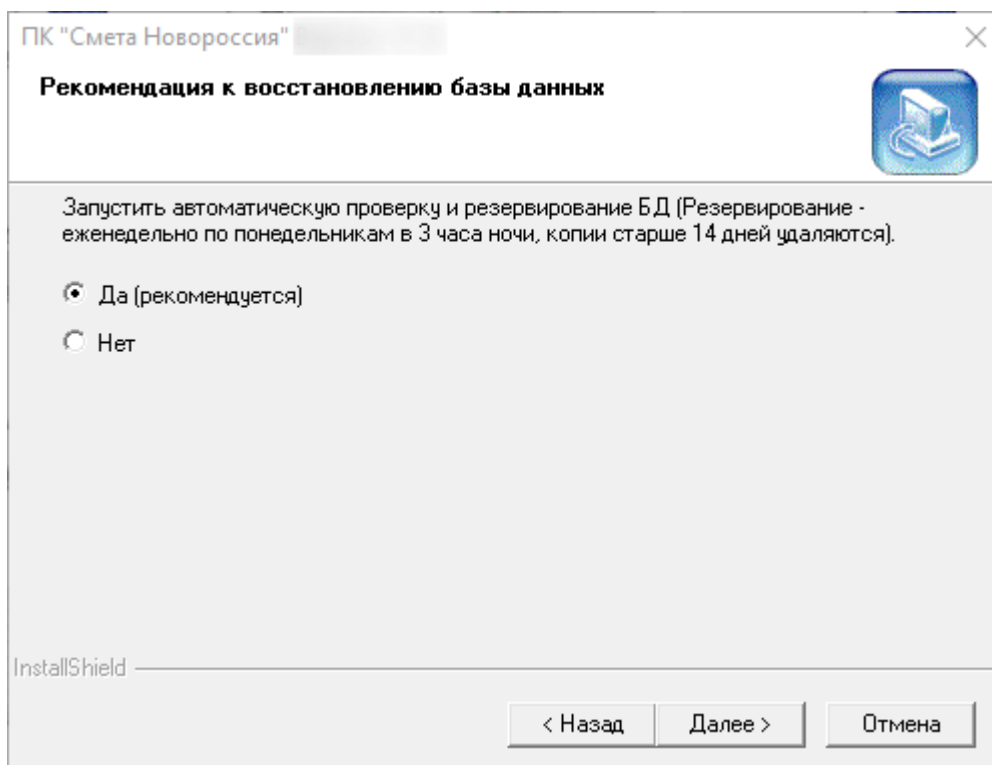 ПК "Смета Новороссия"
Рекомендация к восстановлению базы данных
Запустить автоматическую проверку и резервирование БД (Резервирование -
еженедельно по понедельникам в 3 часа ночи, копии старше 14 дней удаляются).
Да (рекомендуется)
Нет
InstallShield
< Назад Далее > Отмена